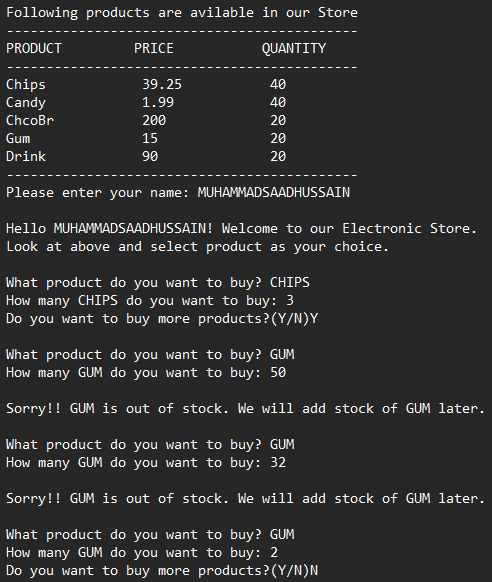 Following products are avilable in our Store
--------------------------------------------
PRODUCT         PRICE           QUANTITY
--------------------------------------------
Chips            39.25           40
Candy            1.99            40
ChcoBr           200             20
Gum              15              20
Drink            90              20
--------------------------------------------
Please enter your name: MUHAMMADSAADHUSSAIN
Hello MUHAMMADSAADHUSSAIN! Welcome to our Electronic Store.
Look at above and select product as your choice.
What product do you want to buy? CHIPS
How many CHIPS do you want to buy: 3
Do you want to buy more products?(Y/N)Y
What product do you want to buy? GUM
How many GUM do you want to buy: 50
Sorry!! GUM is out of stock. We will add stock of GUM later.
What product do you want to buy? GUM
How many GUM do you want to buy: 32
Sorry!! GUM is out of stock. We will add stock of GUM later.
What product do you want to buy? GUM
How many GUM do you want to buy: 2
Do you want to buy more products?(Y/N)N